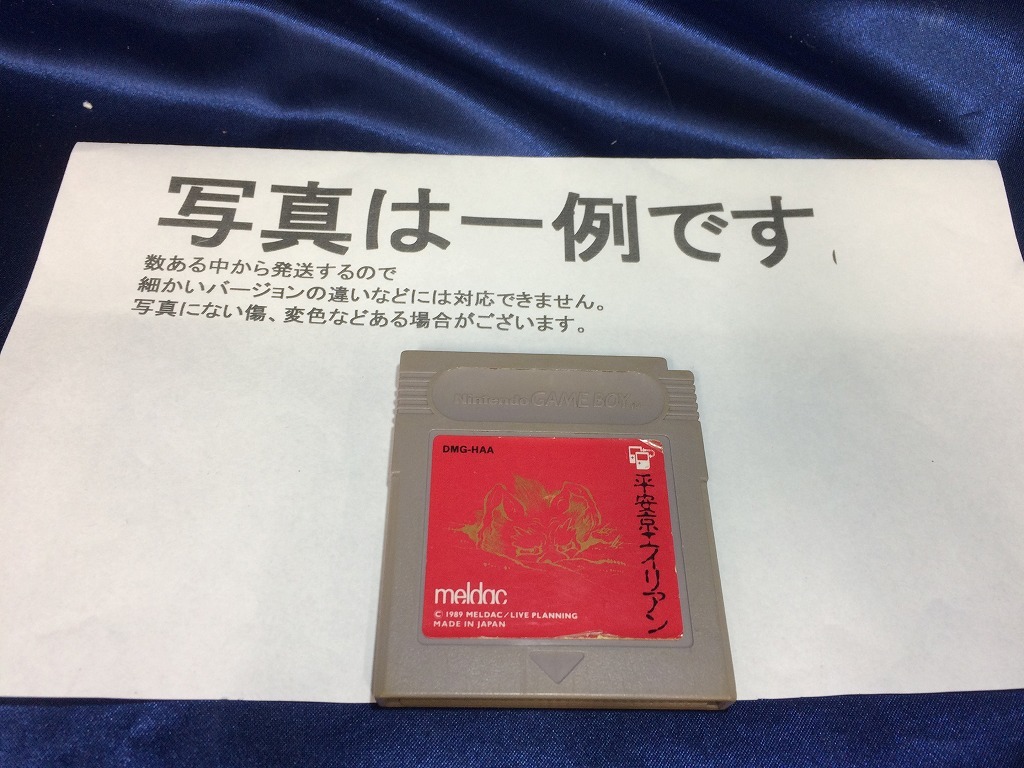 写真は一例です
数ある中から発送するので
細かいバージョンの違いなどには対応できません。
写真にない傷、変色などある場合がございます。
Nintendo GAME BOY
DMG-HAA
平安京エイリアン
meldac
© 1989 MELDAC/LIVE PLANNING
MADE IN JAPAN